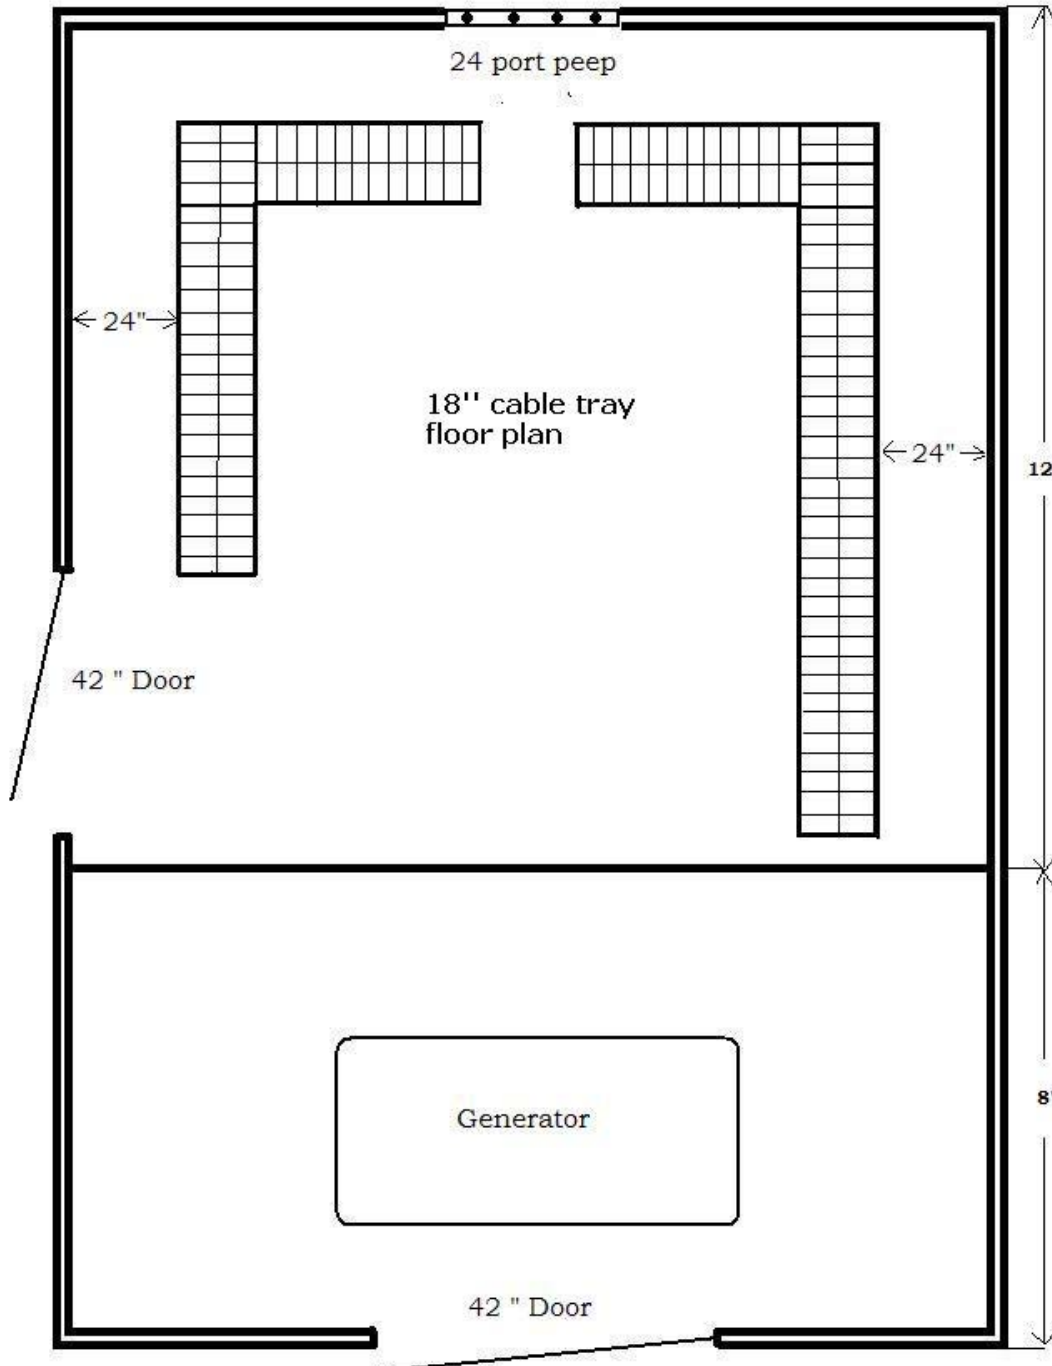 24 port peep
24"
18'' cable tray
floor plan
24"
12
42 " Door
8'
Generator
42 " Door